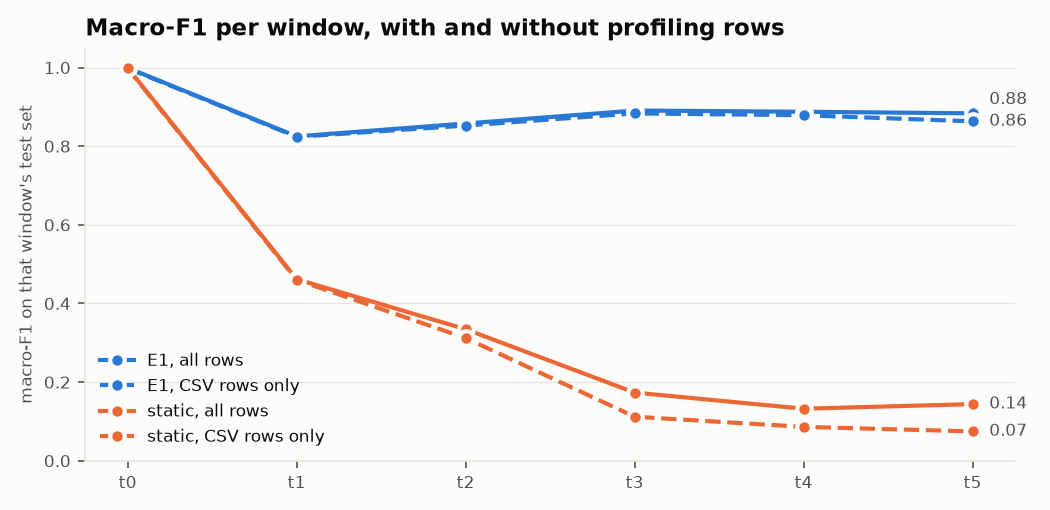 Macro-F1 per window, with and without profiling rows
macro-F1 on that window's test set
1.0
0.8
0.6
0.4
0.2
0.0
t0
t1
t2
t3
t4
t5
0.88
0.86
0.14
0.07
E1, all rows
E1, CSV rows only
static, all rows
static, CSV rows only